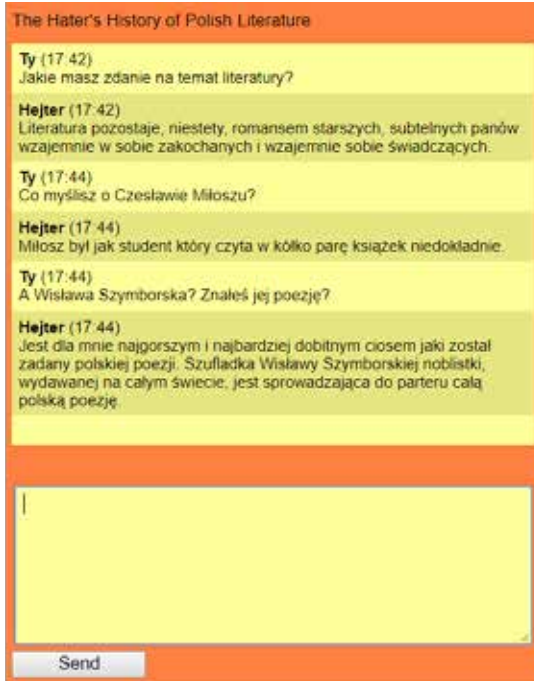 The Hater's History of Polish Literature
Ty (17:42)
Jakie masz zdanie na temat literatury?
Hejter (17:42)
Literatura pozostaje, niestety, romansem starszych, subtelnych panów
wzajemnie w sobie zakochanych i wzajemnie sobie świadczących.
Ty (17:44)
Co myślisz o Czesławie Miłoszu?
Hejter (17:44)
Miłosz był jak student który czyta w kółko parę książek niedokładnie.
Ty (17:44)
A Wisława Szymborska? Znałeś jej poezję?
Hejter (17:44)
Jest dla mnie najgorszym i najbardziej dobitnym ciosem jaki został
zadany polskiej poezji. Szufladka Wisławy Szymborskiej noblistki,
wydawanej na całym świecie, jest sprowadzająca do parteru całą
polską poezję.
Send